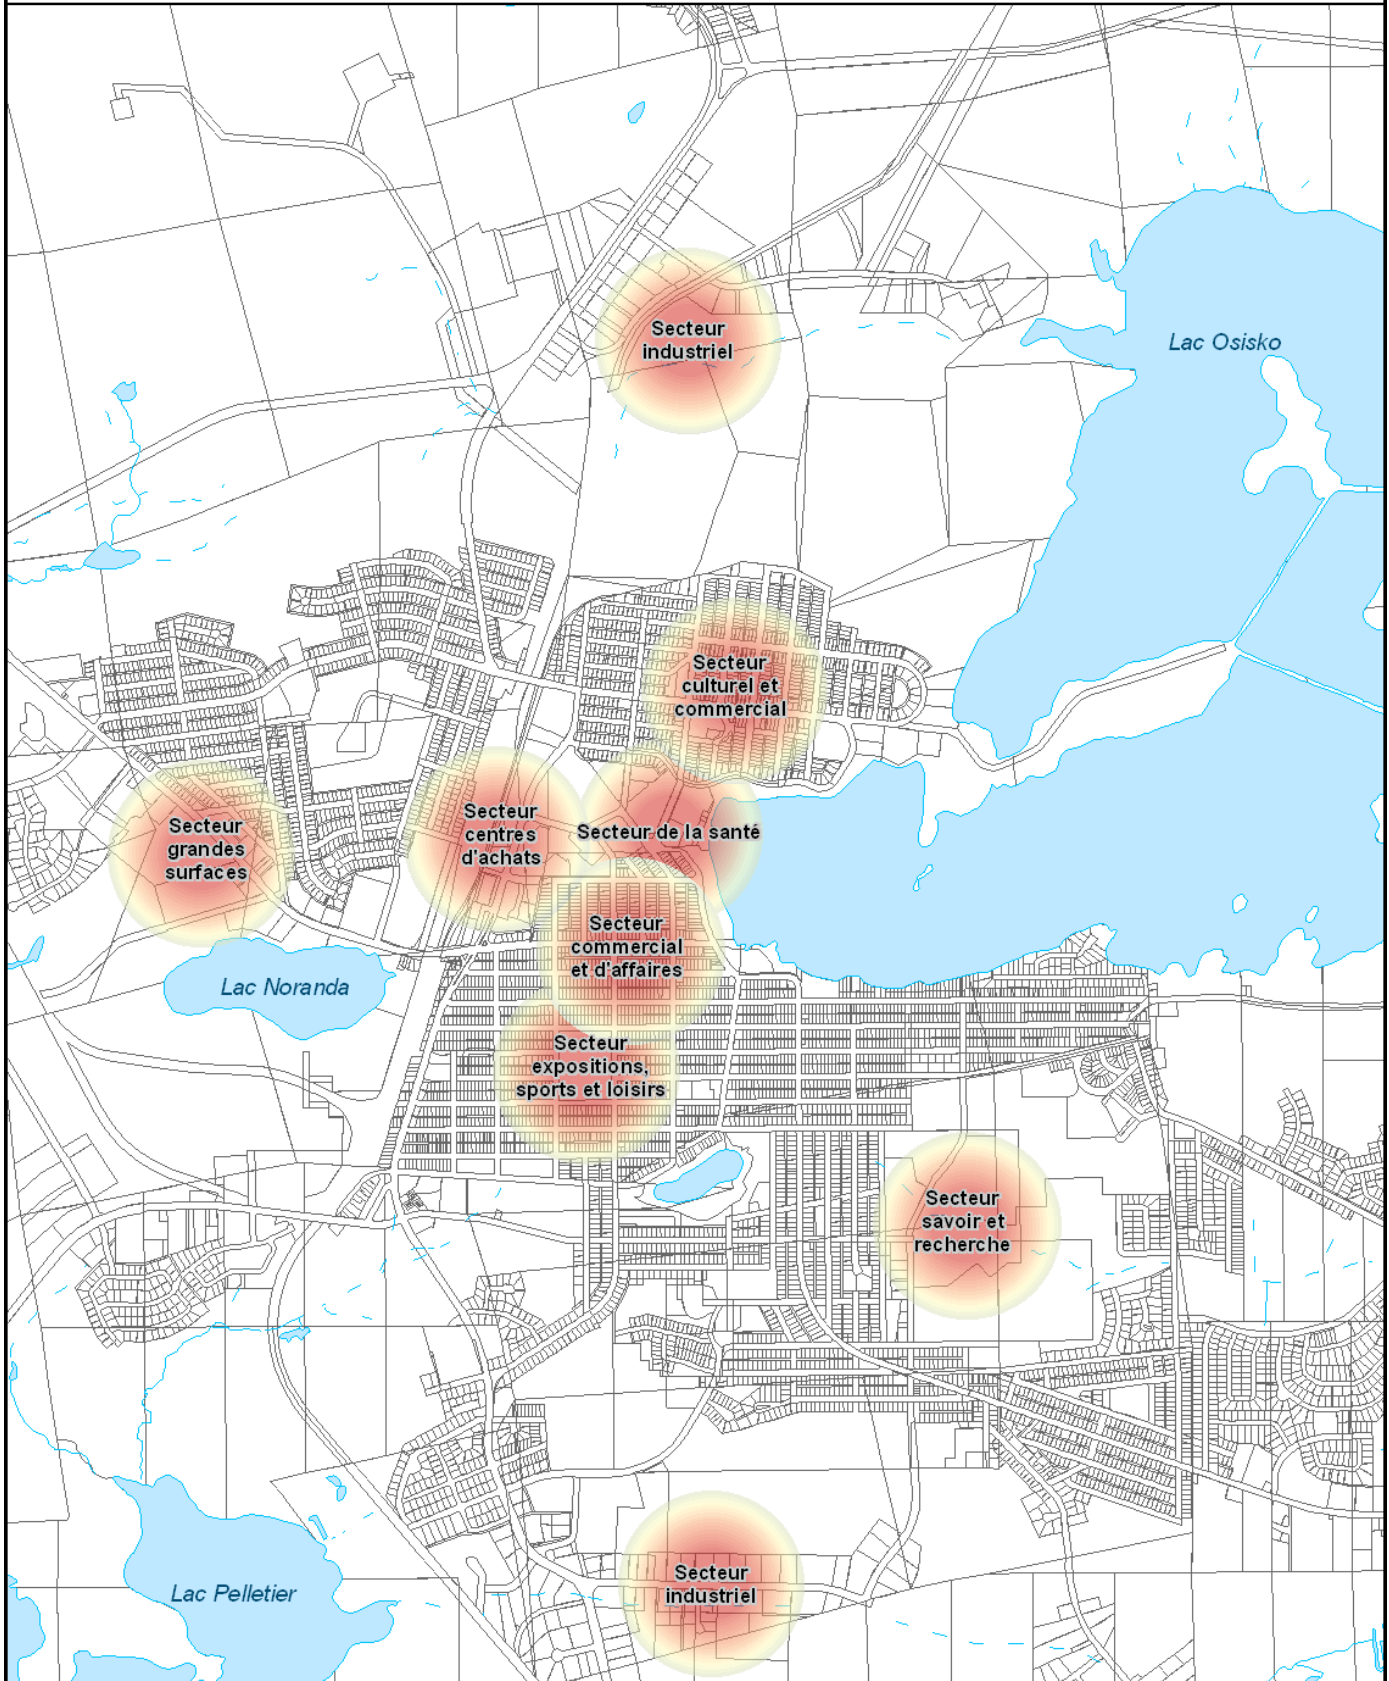 Secteur
industriel
Lac Osisko
Secteur
culturel et
commercial
Secteur
grandes
surfaces
Secteur
centres
d'achats
Secteur de la santé
Secteur
commercial
et d'affaires
Lac Noranda
Secteur
expositions,
sports et loisirs
Secteur
savoir et
recherche
Secteur
industriel
Lac Pelletier